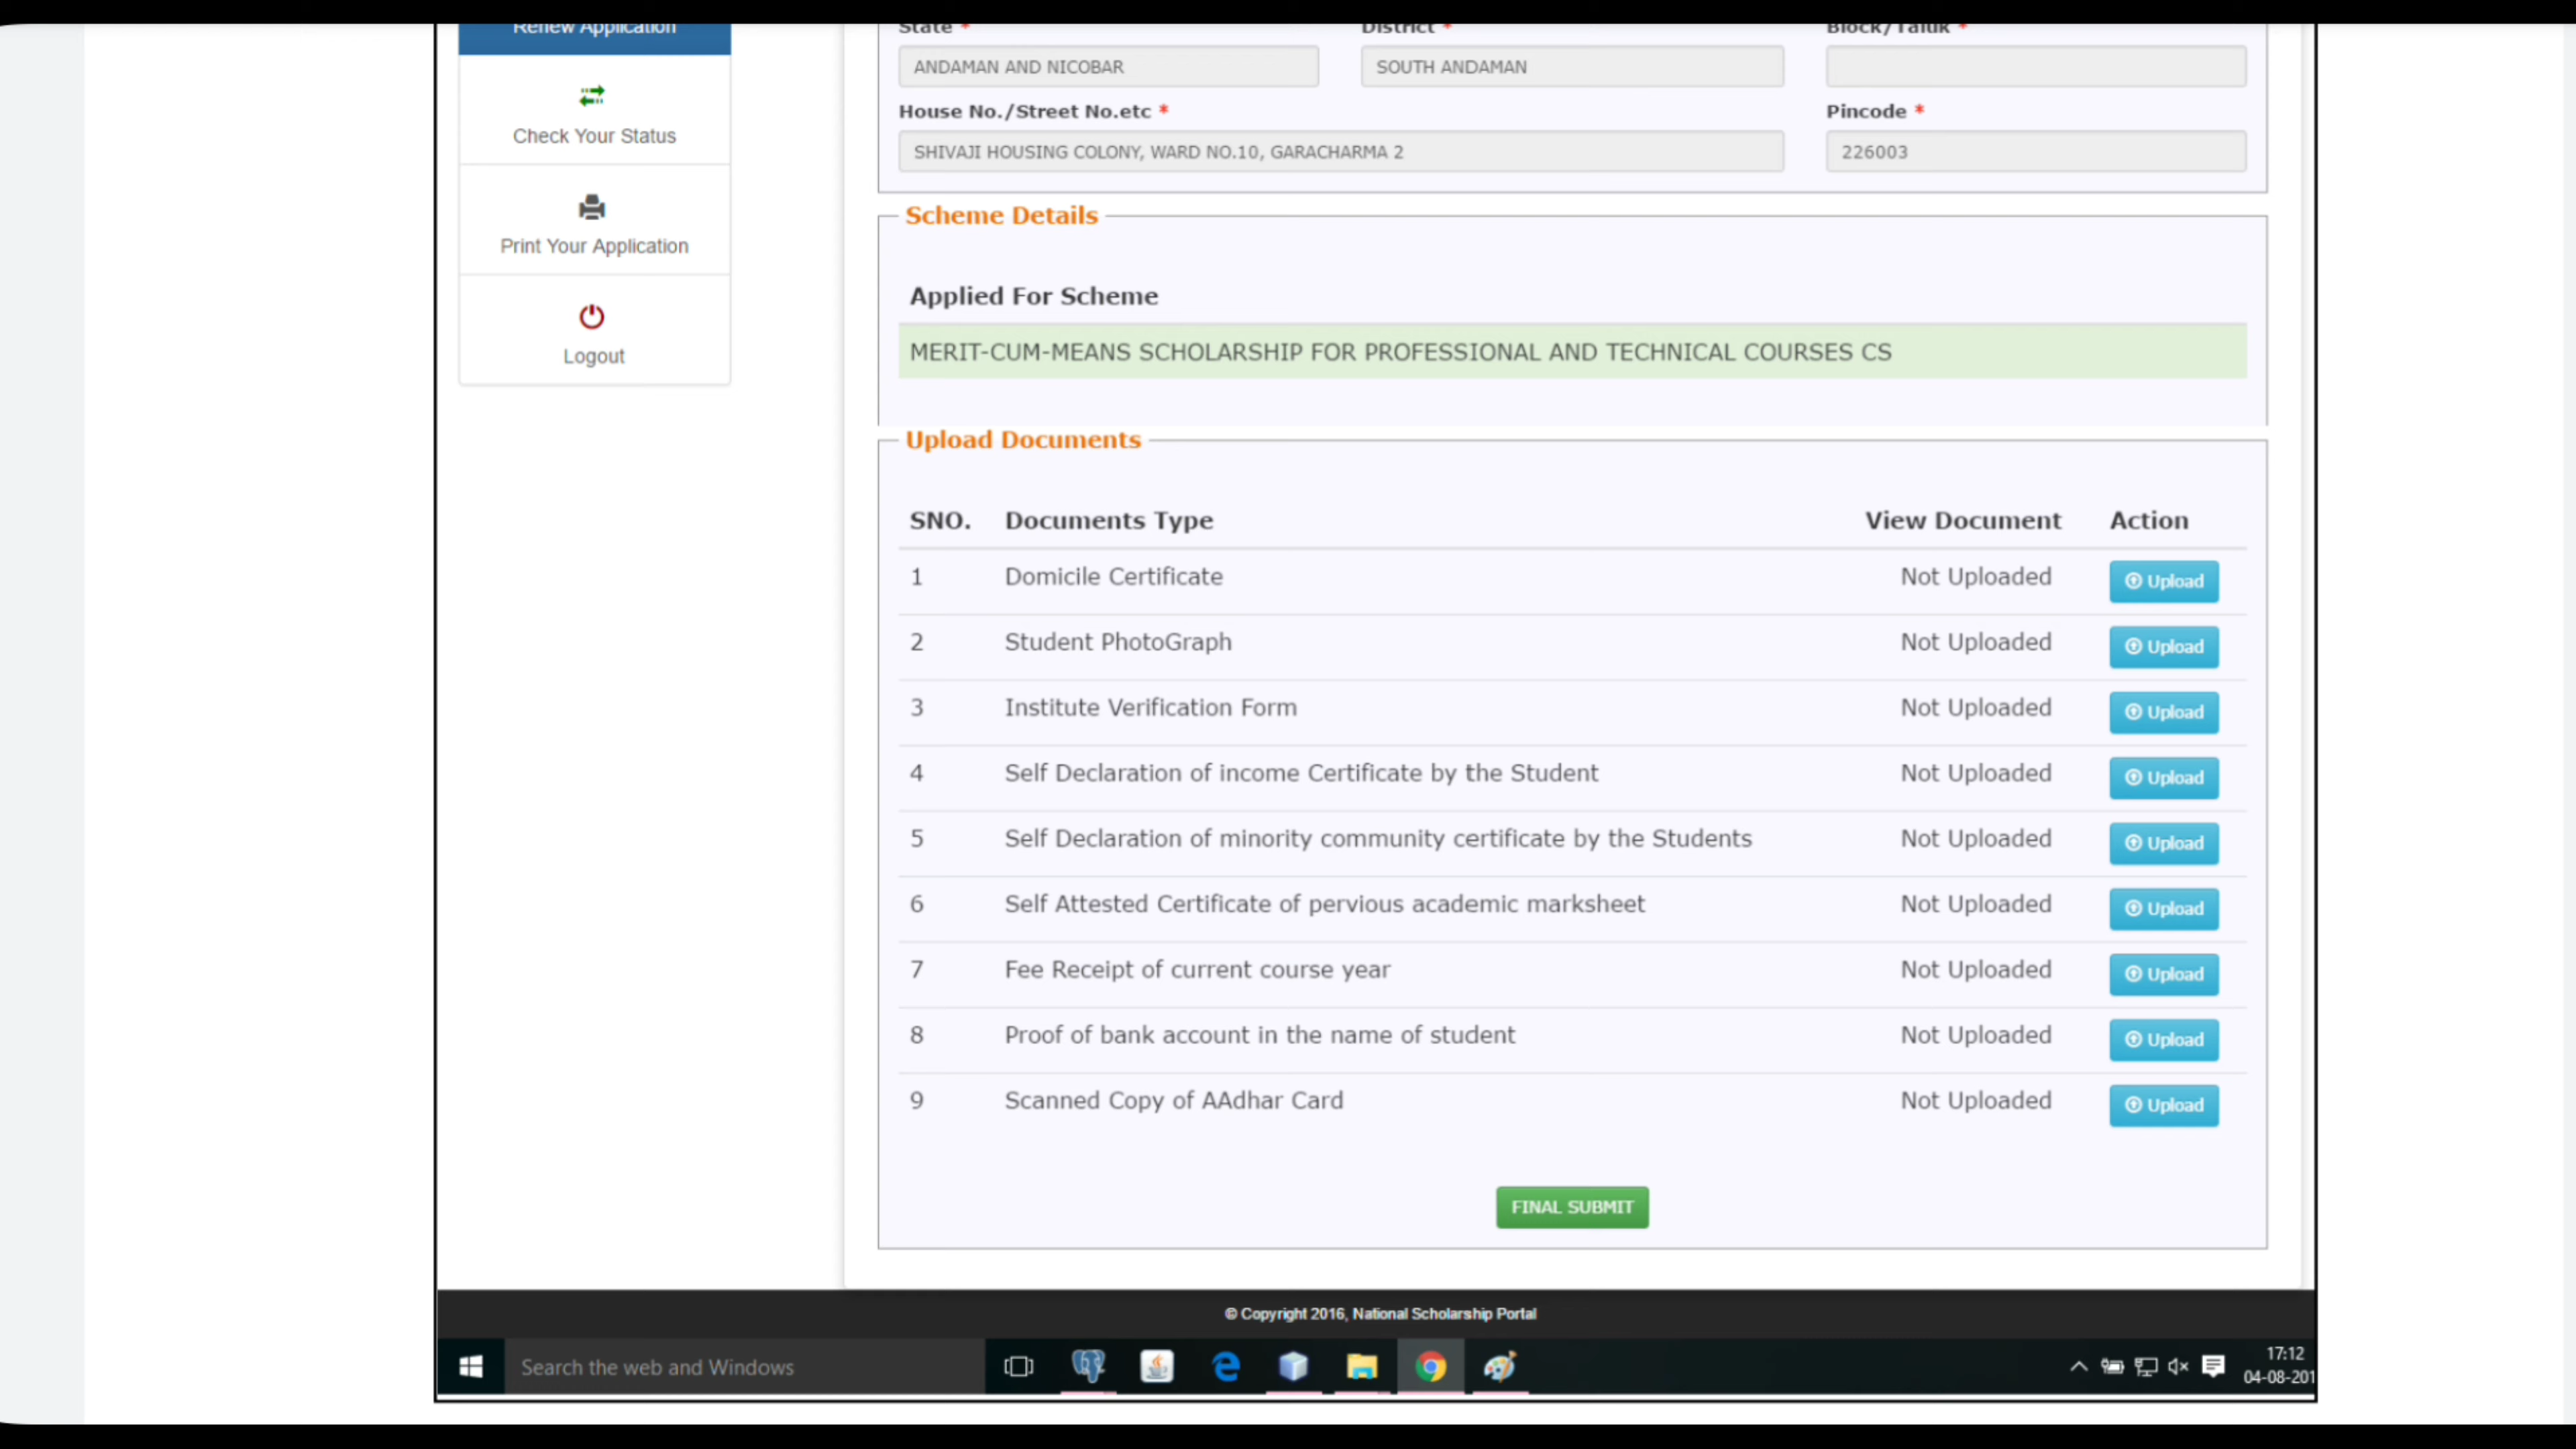 Renew Application
Check Your Status
Print Your Application
Logout
State * District * Block/Taluk *
ANDAMAN AND NICOBAR SOUTH ANDAMAN
House No./Street No.etc * Pincode *
SHIVAJI HOUSING COLONY, WARD NO.10, GARACHARMA 2 226003
Scheme Details
Applied For Scheme
MERIT-CUM-MEANS SCHOLARSHIP FOR PROFESSIONAL AND TECHNICAL COURSES CS
Upload Documents
SNO. Documents Type View Document Action
1 Domicile Certificate Not Uploaded Upload
2 Student PhotoGraph Not Uploaded Upload
3 Institute Verification Form Not Uploaded Upload
4 Self Declaration of income Certificate by the Student Not Uploaded Upload
5 Self Declaration of minority community certificate by the Students Not Uploaded Upload
6 Self Attested Certificate of pervious academic marksheet Not Uploaded Upload
7 Fee Receipt of current course year Not Uploaded Upload
8 Proof of bank account in the name of student Not Uploaded Upload
9 Scanned Copy of AAdhar Card Not Uploaded Upload
FINAL SUBMIT
© Copyright 2016, National Scholarship Portal
Search the web and Windows
17:12
04-08-201